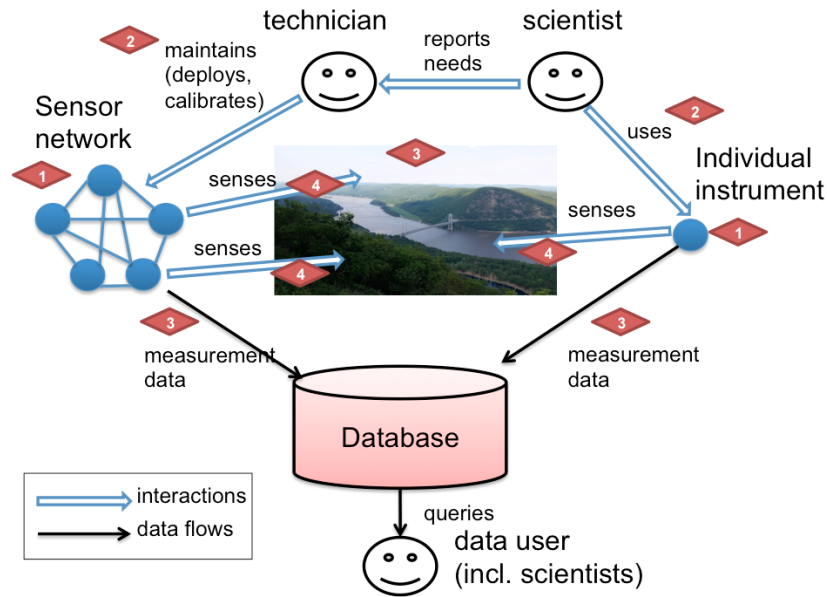 technician
scientist
2
maintains
(deploys,
calibrates)
reports
needs
Sensor
network
2
uses
1
3
Individual
instrument
senses
4
senses
1
senses
4
4
3
measurement
data
3
measurement
data
Database
interactions
data flows
queries
data user
(incl. scientists)